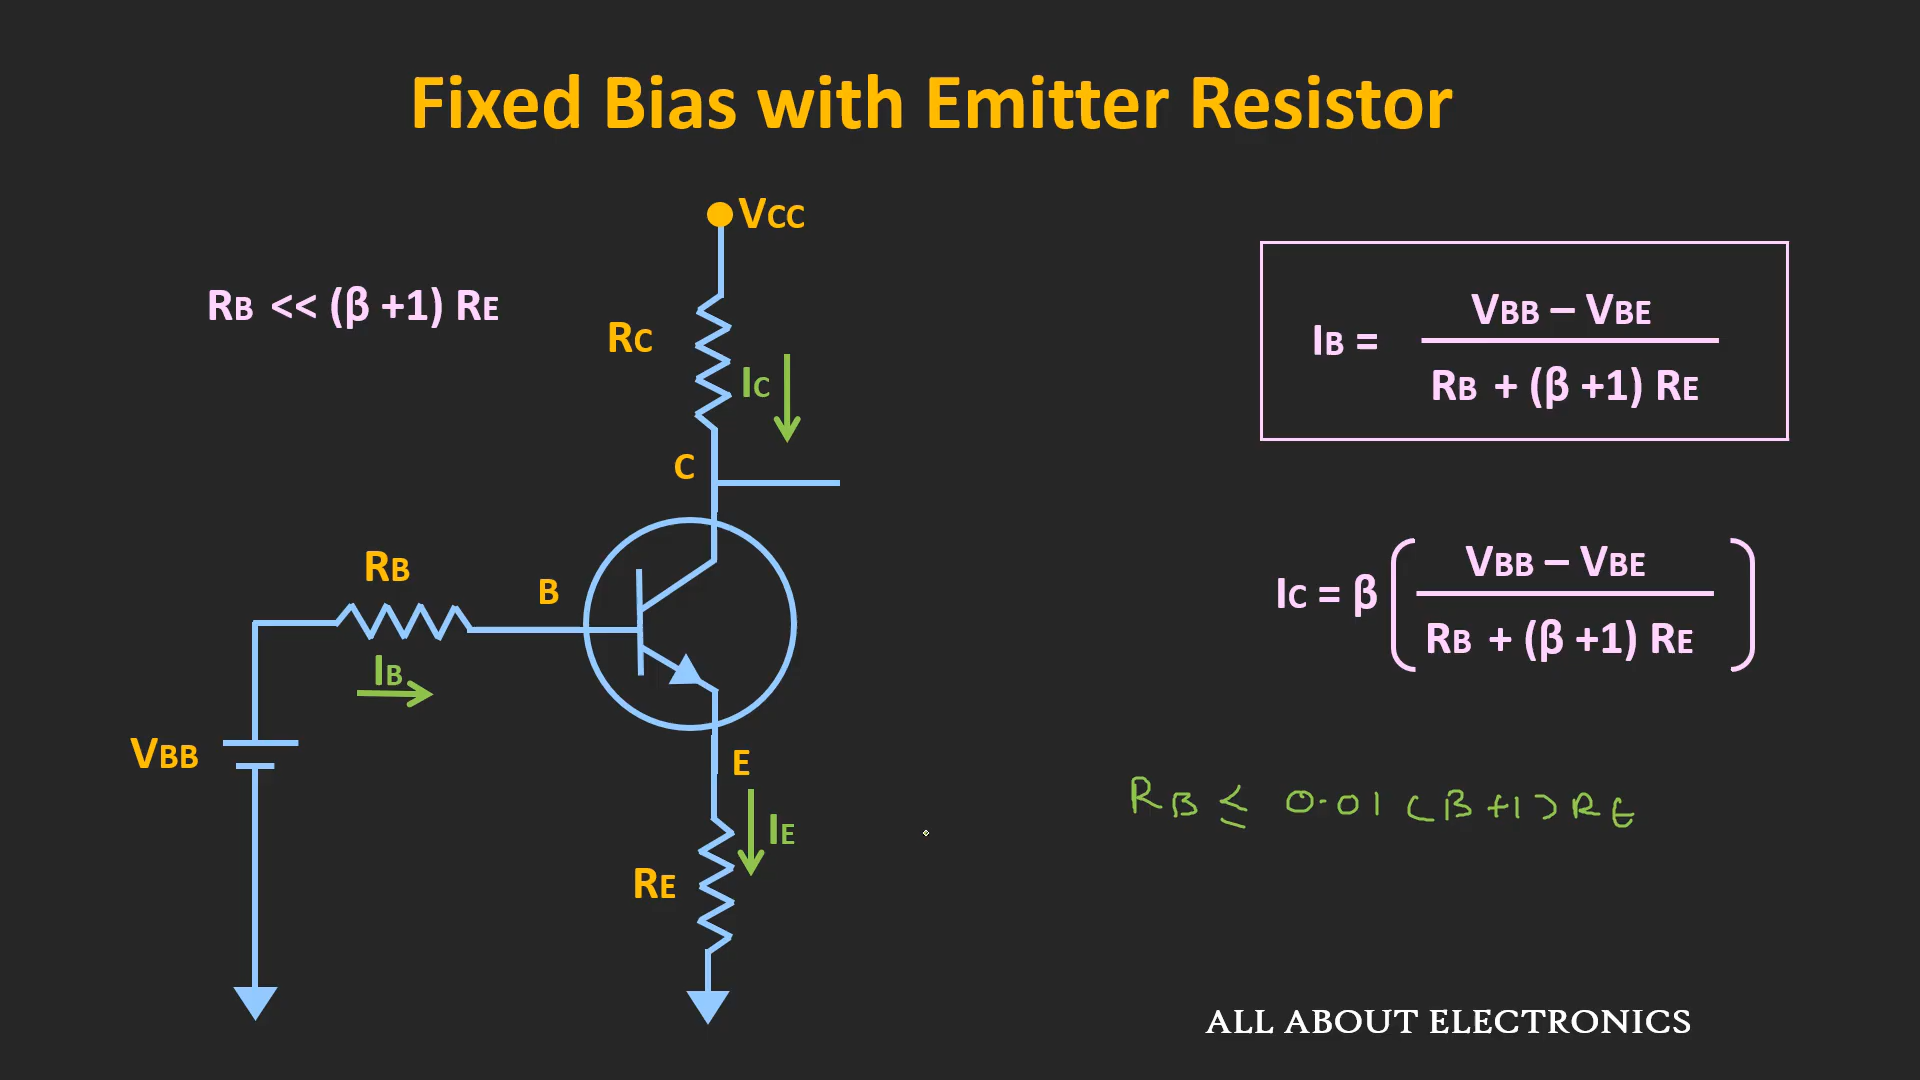 Fixed Bias with Emitter Resistor
VCC
RB << (β +1) RE
RC
IC
C
RB
B
IB
VBB
E
IE
RE
IB = VBB – VBE
RB + (β +1) RE
IC = β ( VBB – VBE
RB + (β +1) RE )
RB ≤ 0.01 (β+1) RE
ALL ABOUT ELECTRONICS